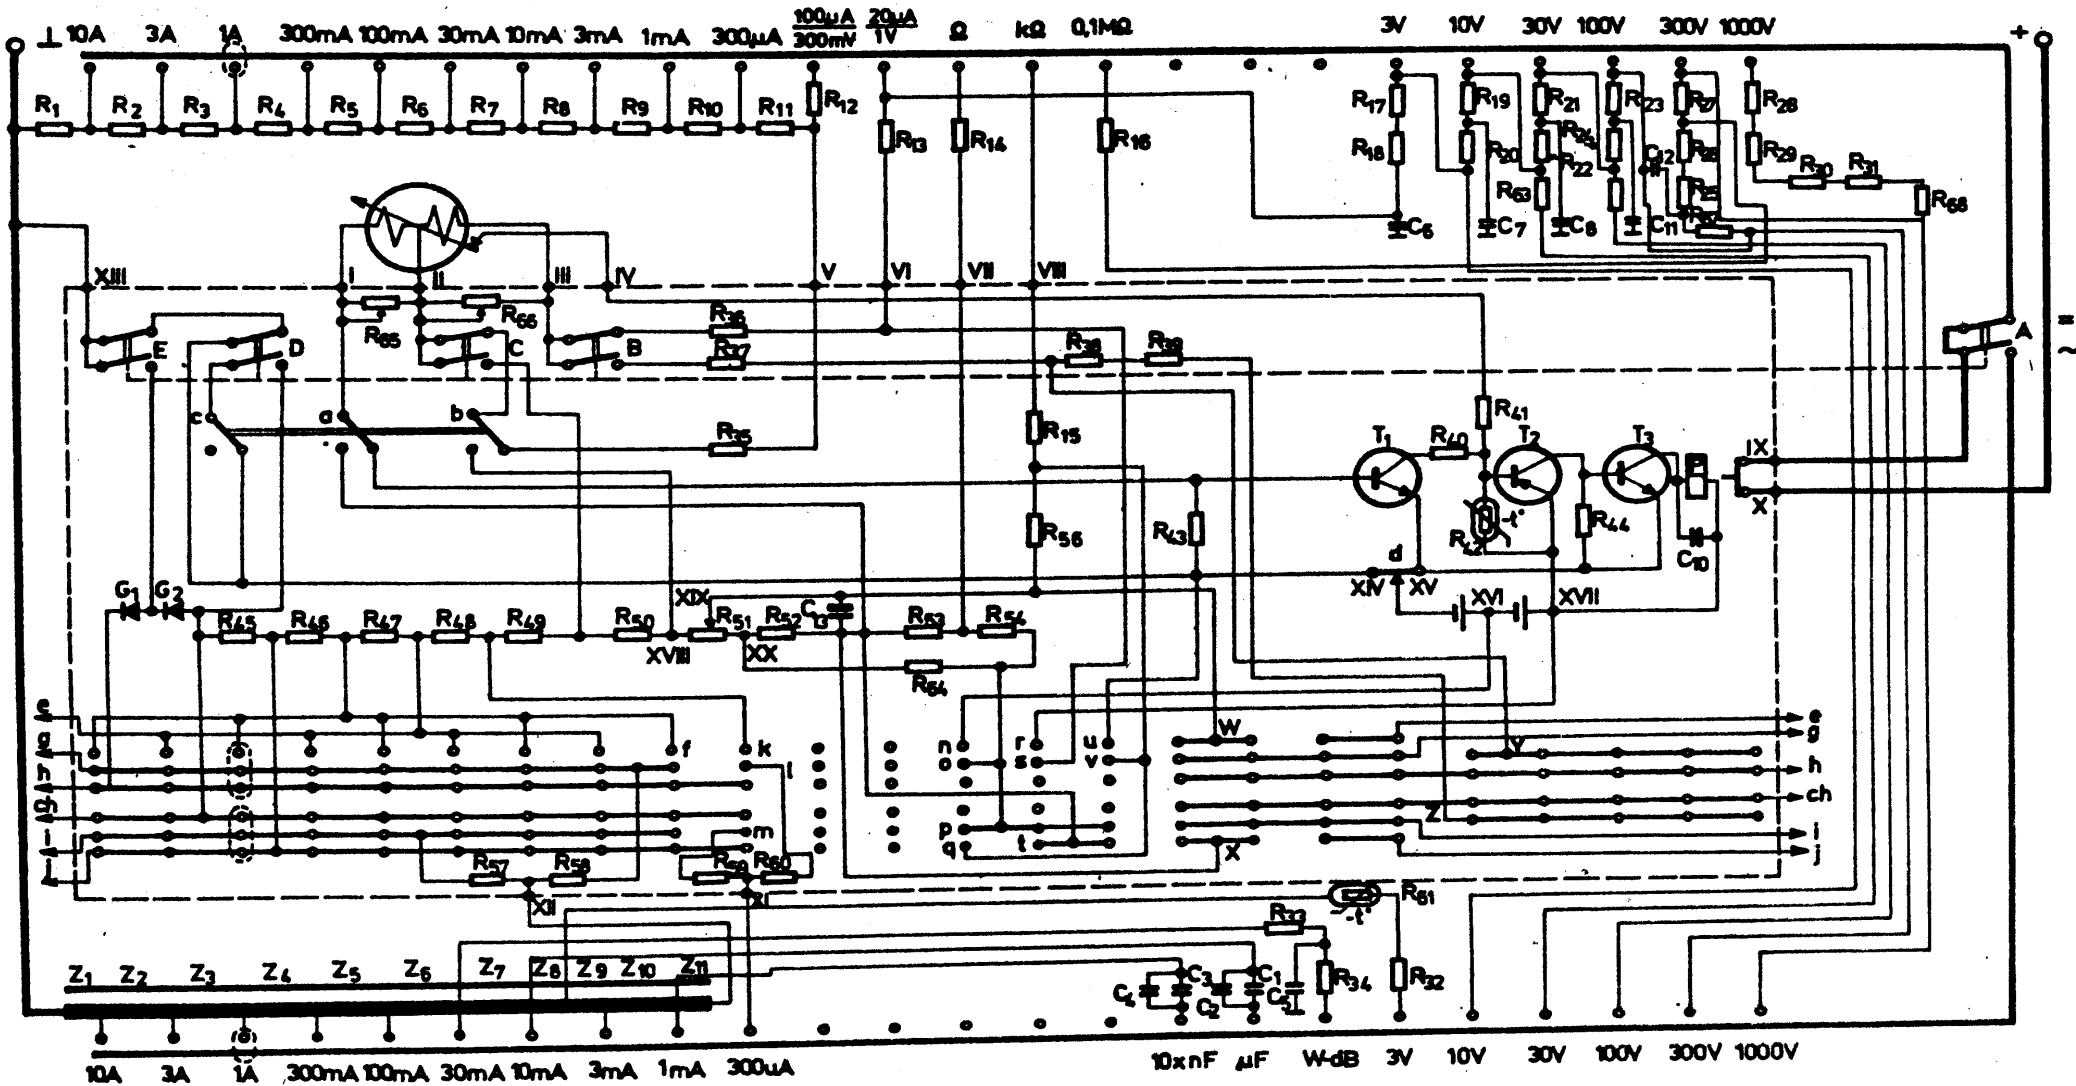 ⊥ 10A 3A 1A 300mA 100mA 30mA 10mA 3mA 1mA 300µA 100µA 20µA Ω kΩ 0,1MΩ 3V 10V 30V 100V 300V 1000V +
300mV 1V
R1 R2 R3 R4 R5 R6 R7 R8 R9 R10 R11 R12 R17 R19 R21 R23 R27 R28
R13 R14 R16 R18 R20 R24 R22 C12 R26 R29 R30 R31
R63 R25 R68
C6 C7 C8 C11
XIII I II III IV V VI VII VIII
R65 R66 R36 A =
E D C B R37 R38 R39 ~
c a b R35 R15 R41
T1 R40 T2 T3 P IX
X
R56 R43 R42 -t° R44 C10
d
XIV XV
G1 G2 XIX C13 XVI XVII
R45 R46 R47 R48 R49 R50 R51 R52 R53 R54
XVIII XX
R64
e W e
g f k n r u Y g
h l o s v h
ch Z ch
i m p i
j q t X j
R57 R58 R59 R60
XII XI R61
-t°
R33
Z1 Z2 Z3 Z4 Z5 Z6 Z7 Z8 Z9 Z10 Z11 C3 C1 R34 R32
C4 C2 C5
10A 3A 1A 300mA 100mA 30mA 10mA 3mA 1mA 300uA 10xnF µF W-dB 3V 10V 30V 100V 300V 1000V